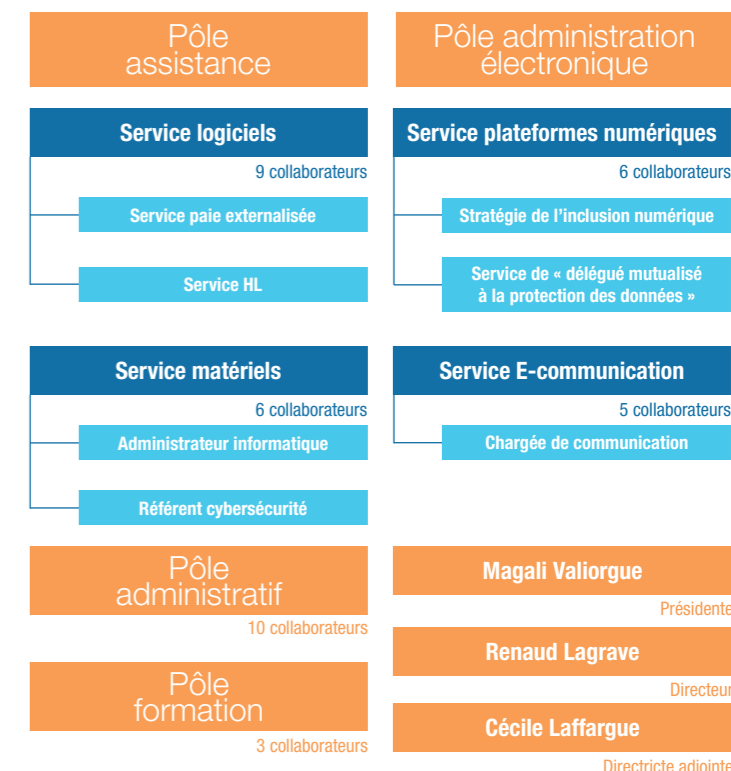 Pôle
assistance
Service logiciels
9 collaborateurs
Service paie externalisée
Service HL
Service matériels
6 collaborateurs
Administrateur informatique
Référent cybersécurité
Pôle administration
électronique
Service plateformes numériques
6 collaborateurs
Stratégie de l'inclusion numérique
Service de « délégué mutualisé
à la protection des données »
Service E-communication
5 collaborateurs
Chargée de communication
Pôle
administratif
10 collaborateurs
Pôle
formation
3 collaborateurs
Magali Valiorgue
Présidente
Renaud Lagrave
Directeur
Cécile Laffargue
Directricte adjointe